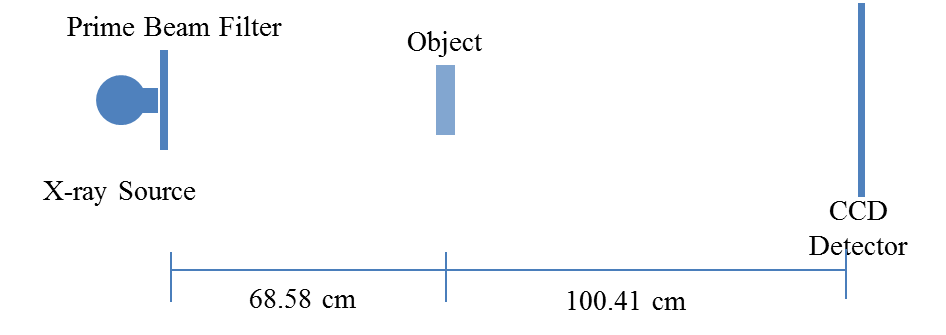 Prime Beam Filter
Object
X-ray Source
CCD
Detector
68.58 cm
100.41 cm